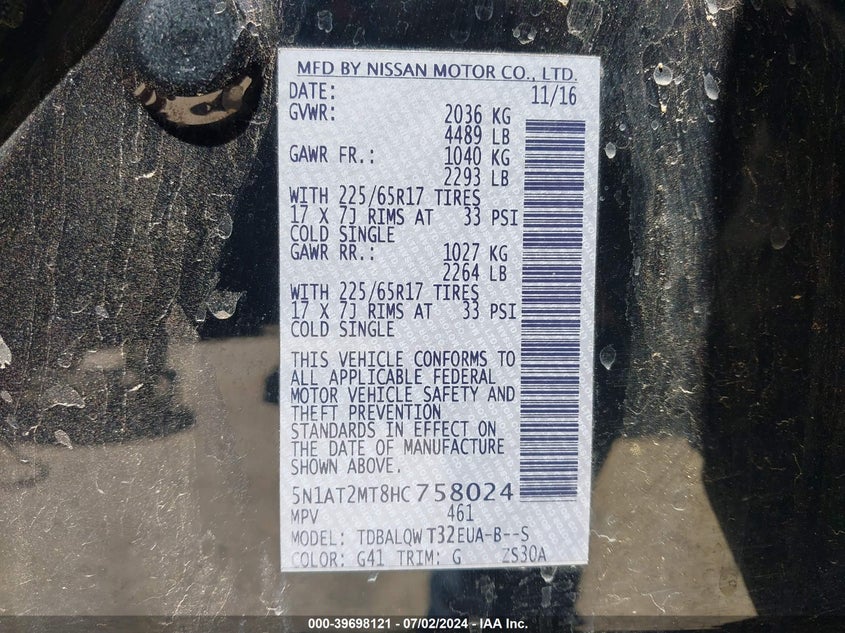 MFD BY NISSAN MOTOR CO., LTD.
DATE: 11/16
GVWR: 2036 KG
4489 LB
GAWR FR.: 1040 KG
2293 LB
WITH 225/65R17 TIRES
17 X 7J RIMS AT 33 PSI
COLD SINGLE
GAWR RR.: 1027 KG
2264 LB
WITH 225/65R17 TIRES
17 X 7J RIMS AT 33 PSI
COLD SINGLE
THIS VEHICLE CONFORMS TO
ALL APPLICABLE FEDERAL
MOTOR VEHICLE SAFETY AND
THEFT PREVENTION
STANDARDS IN EFFECT ON
THE DATE OF MANUFACTURE
SHOWN ABOVE.
5N1AT2MT8HC758024
MPV 461
MODEL: TDBALQW T32EUA-B--S
COLOR: G41 TRIM: G ZS30A
000-39698121 - 07/02/2024 - IAA Inc.